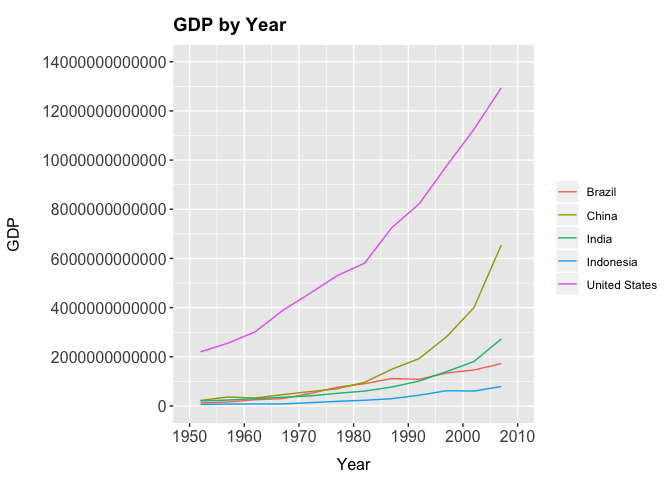 GDP by Year
14000000000000
12000000000000
10000000000000
8000000000000
6000000000000
4000000000000
2000000000000
0
GDP
1950 1960 1970 1980 1990 2000 2010
Year
Brazil
China
India
Indonesia
United States